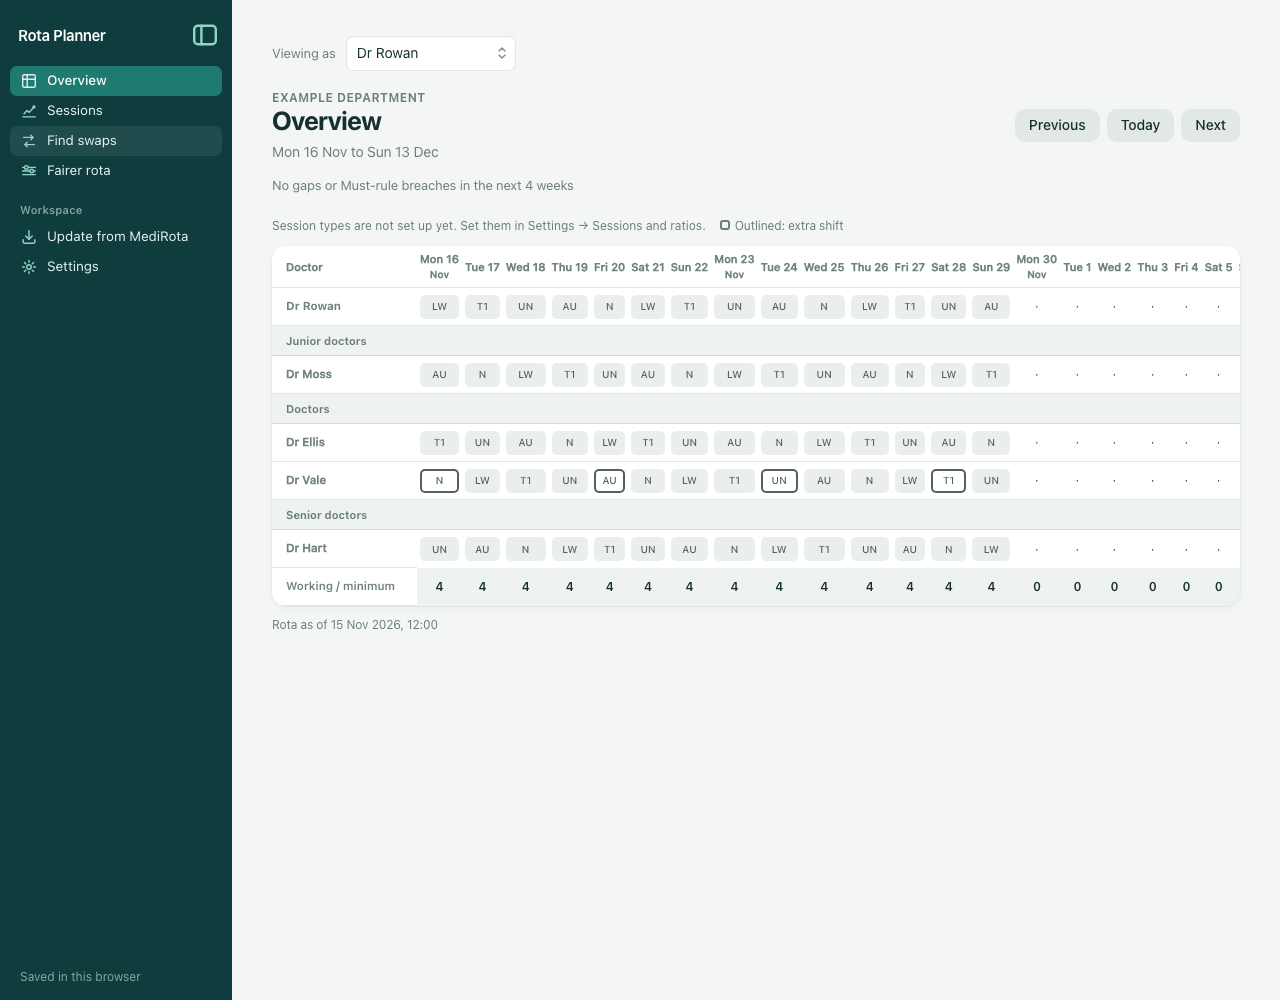 Rota Planner
Overview
Sessions
Find swaps
Fairer rota
Workspace
Update from MediRota
Settings
Saved in this browser
Viewing as Dr Rowan
EXAMPLE DEPARTMENT
Overview
Mon 16 Nov to Sun 13 Dec
Previous Today Next
No gaps or Must-rule breaches in the next 4 weeks
Session types are not set up yet. Set them in Settings → Sessions and ratios. Outlined: extra shift
Doctor Mon 16 Nov Tue 17 Wed 18 Thu 19 Fri 20 Sat 21 Sun 22 Mon 23 Nov Tue 24 Wed 25 Thu 26 Fri 27 Sat 28 Sun 29 Mon 30 Nov Tue 1 Wed 2 Thu 3 Fri 4 Sat 5
Dr Rowan LW T1 UN AU N LW T1 UN AU N LW T1 UN AU · · · · · ·
Junior doctors
Dr Moss AU N LW T1 UN AU N LW T1 UN AU N LW T1 · · · · · ·
Doctors
Dr Ellis T1 UN AU N LW T1 UN AU N LW T1 UN AU N · · · · · ·
Dr Vale N LW T1 UN AU N LW T1 UN AU N LW T1 UN · · · · · ·
Senior doctors
Dr Hart UN AU N LW T1 UN AU N LW T1 UN AU N LW · · · · · ·
Working / minimum 4 4 4 4 4 4 4 4 4 4 4 4 4 4 0 0 0 0 0 0
Rota as of 15 Nov 2026, 12:00